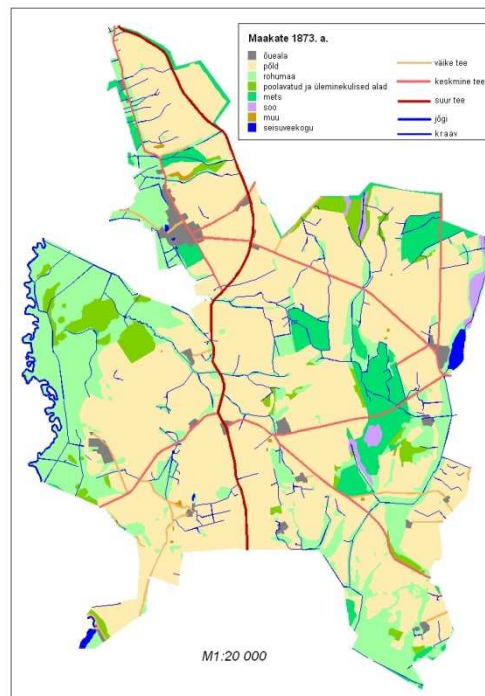 Maakate 1873. a.
õueala
põld
rohumaa
poolavatud ja üleminekulised alad
mets
soo
muu
seisuveekogu
väike tee
keskmine tee
suur tee
jõgi
kraav
M1:20 000